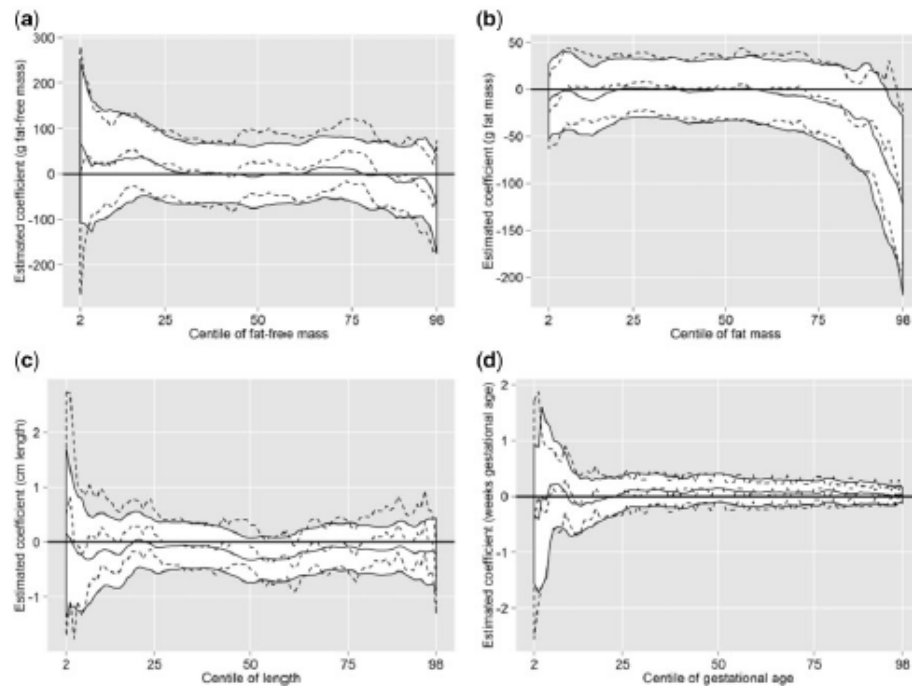 (a)
300
200
100
0
-100
-200
Estimated coefficient (g fat-free mass)
2 25 50 75 98
Centile of fat-free mass
(b)
50
0
-50
-100
-150
-200
Estimated coefficient (g fat mass)
2 25 50 75 98
Centile of fat mass
(c)
2
1
0
-1
Estimated coefficient (cm length)
2 25 50 75 98
Centile of length
(d)
2
1
0
-1
-2
Estimated coefficient (weeks gestational age)
2 25 50 75 98
Centile of gestational age